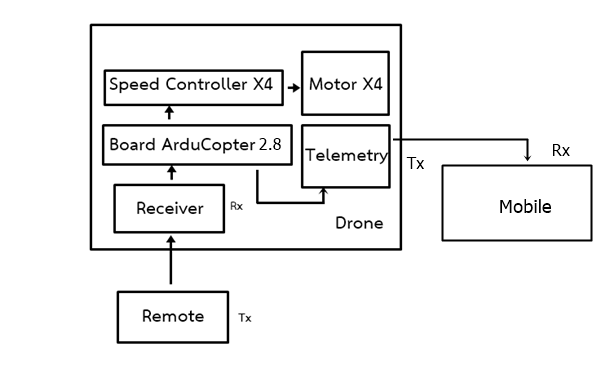 Speed Controller X4
Motor X4
Board ArduCopter 2.8
Telemetry
Tx
Rx
Receiver
Rx
Mobile
Drone
Remote
Tx